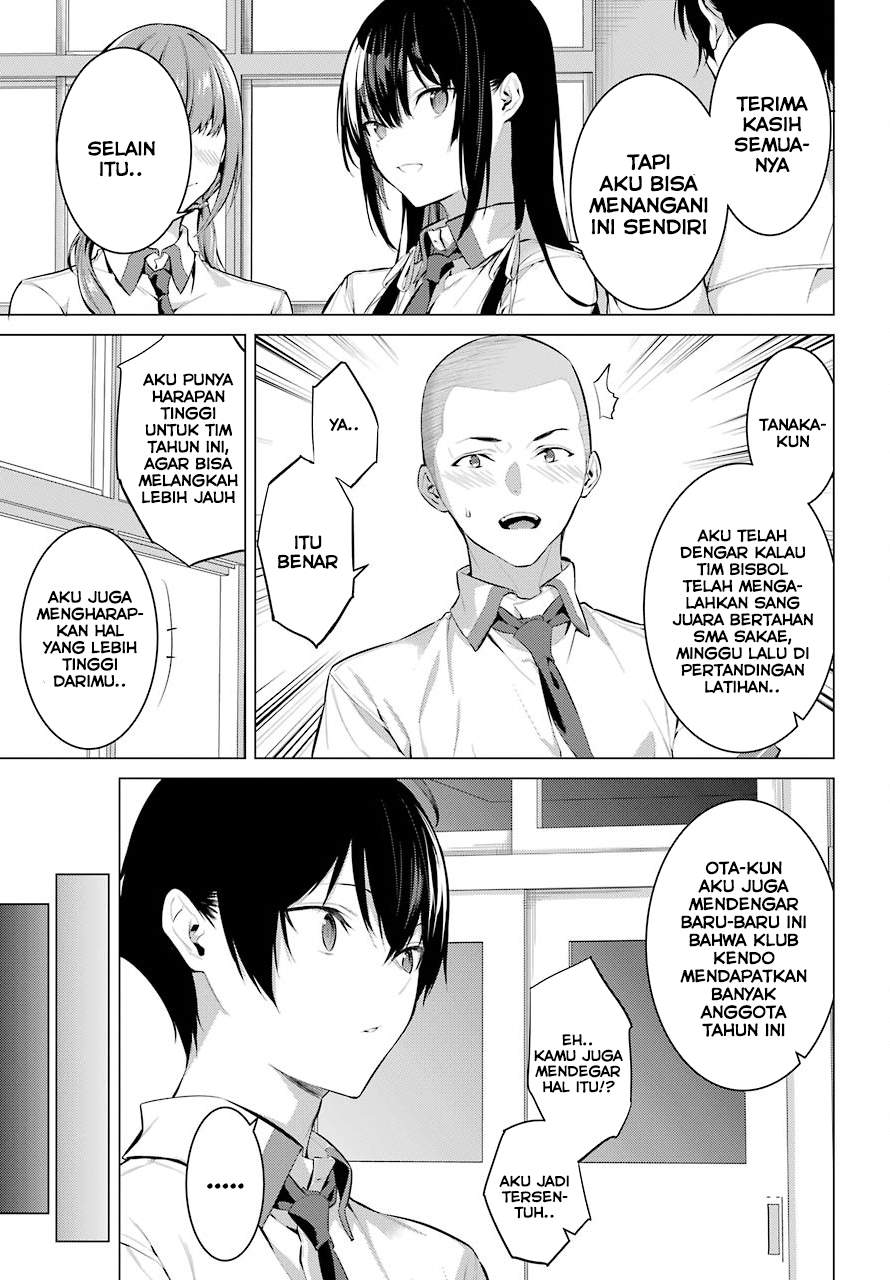 TERIMA
KASIH
SEMUA-
NYA
TAPI
AKU BISA
MENANGANI
INI SENDIRI
SELAIN
ITU..
TANAKA-
KUN
AKU TELAH
DENGAR KALAU
TIM BISBOL
TELAH MENGA-
LAHKAN SANG
JUARA BERTAHAN
SMA SAKAE,
MINGGU LALU DI
PERTANDINGAN
LATIHAN..
YA..
ITU
BENAR
AKU PUNYA
HARAPAN
TINGGI
UNTUK TIM
TAHUN INI,
AGAR BISA
MELANGKAH
LEBIH JAUH
AKU JUGA
MENGHARAP-
KAN HAL
YANG LEBIH
TINGGI
DARIMU..
OTA-KUN
AKU JUGA
MENDENGAR
BARU-BARU INI
BAHWA KLUB
KENDO
MENDAPATKAN
BANYAK
ANGGOTA
TAHUN INI
EH..
KAMU JUGA
MENDEGAR
HAL ITU!?
AKU JADI
TERSEN-
TUH..
.....